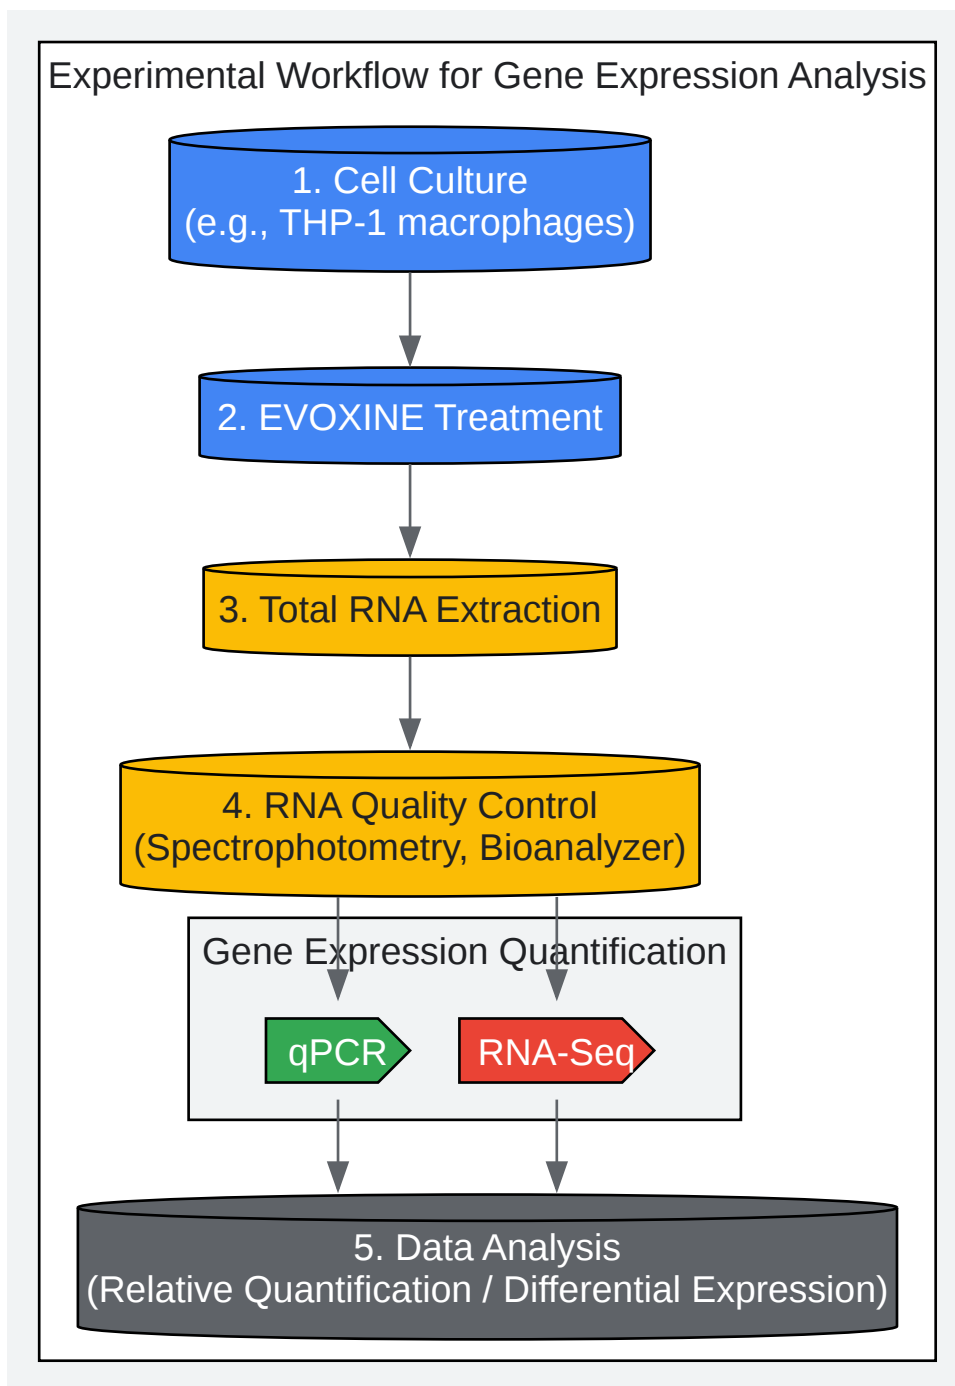 Experimental Workflow for Gene Expression Analysis
1. Cell Culture
(e.g., THP-1 macrophages)
2. EVOXINE Treatment
3. Total RNA Extraction
4. RNA Quality Control
(Spectrophotometry, Bioanalyzer)
Gene Expression Quantification
qPCR
RNA-Seq
5. Data Analysis
(Relative Quantification / Differential Expression)